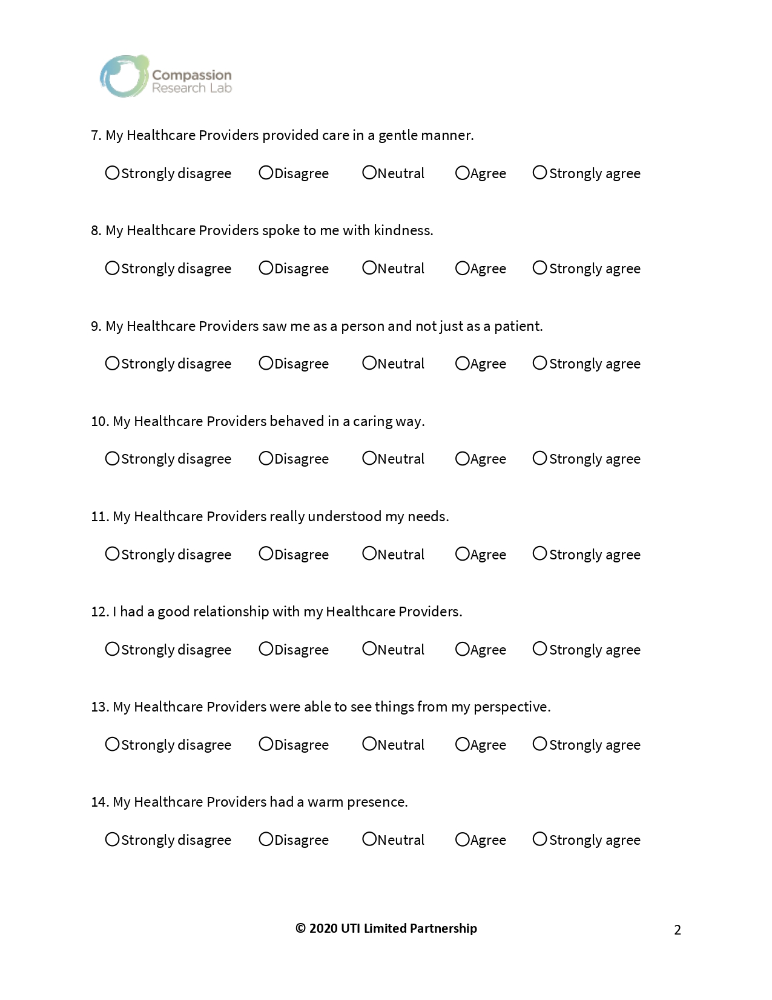 Compassion
Research Lab
7. My Healthcare Providers provided care in a gentle manner.
Strongly disagree Disagree Neutral Agree Strongly agree
8. My Healthcare Providers spoke to me with kindness.
Strongly disagree Disagree Neutral Agree Strongly agree
9. My Healthcare Providers saw me as a person and not just as a patient.
Strongly disagree Disagree Neutral Agree Strongly agree
10. My Healthcare Providers behaved in a caring way.
Strongly disagree Disagree Neutral Agree Strongly agree
11. My Healthcare Providers really understood my needs.
Strongly disagree Disagree Neutral Agree Strongly agree
12. I had a good relationship with my Healthcare Providers.
Strongly disagree Disagree Neutral Agree Strongly agree
13. My Healthcare Providers were able to see things from my perspective.
Strongly disagree Disagree Neutral Agree Strongly agree
14. My Healthcare Providers had a warm presence.
Strongly disagree Disagree Neutral Agree Strongly agree
© 2020 UTI Limited Partnership 2